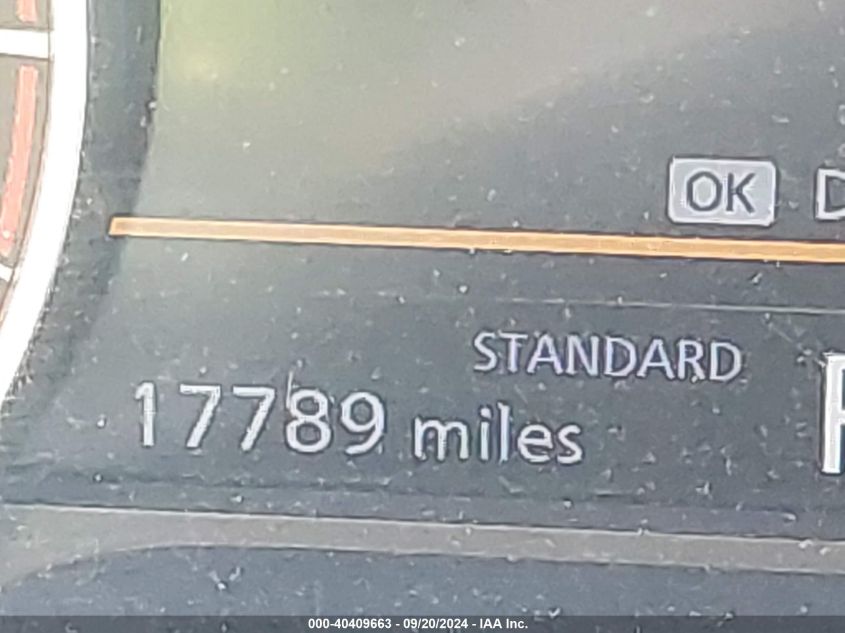 OK
STANDARD
17789 miles
000-40409663 - 09/20/2024 - IAA Inc.